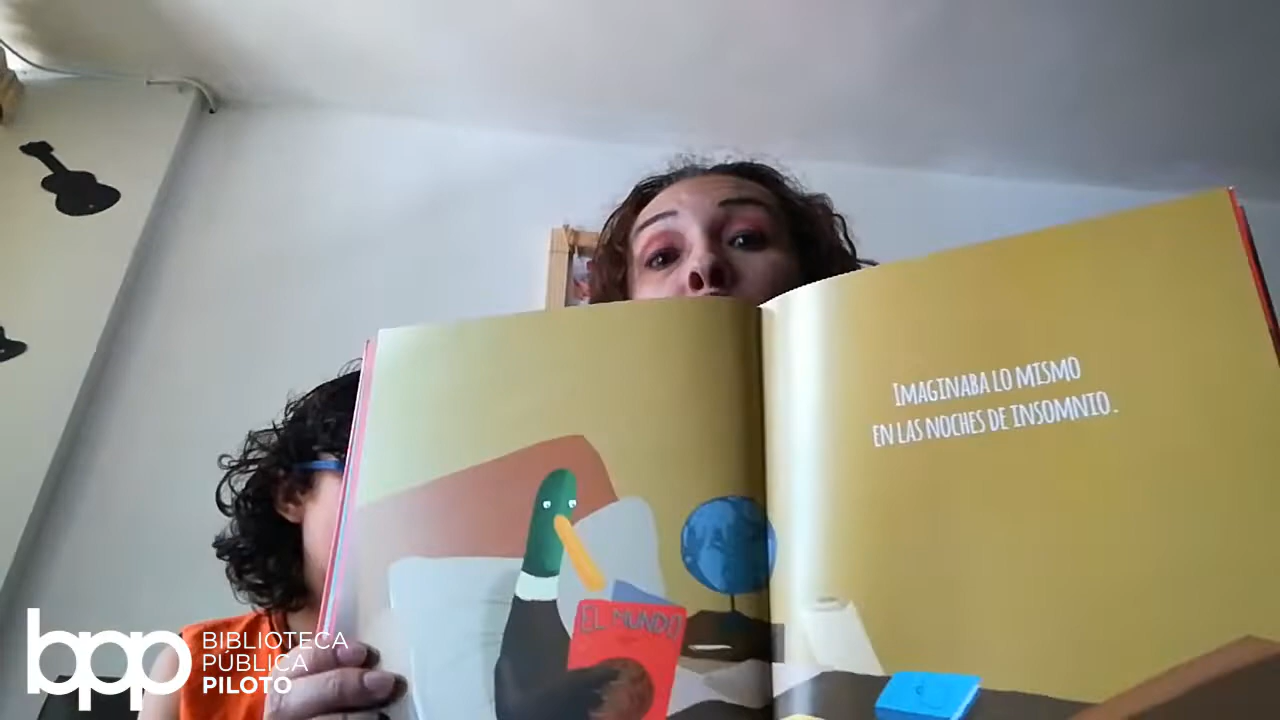 IMAGINABA LO MISMO
EN LAS NOCHES DE INSOMNIO.
EL MUNDO
bpp
BIBLIOTECA
PÚBLICA
PILOTO